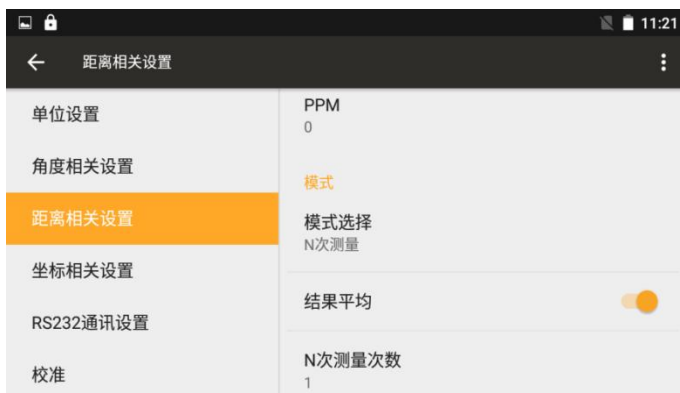 11:21
距离相关设置
单位设置
角度相关设置
距离相关设置
坐标相关设置
RS232通讯设置
校准
PPM
0
模式
模式选择
N次测量
结果平均
N次测量次数
1